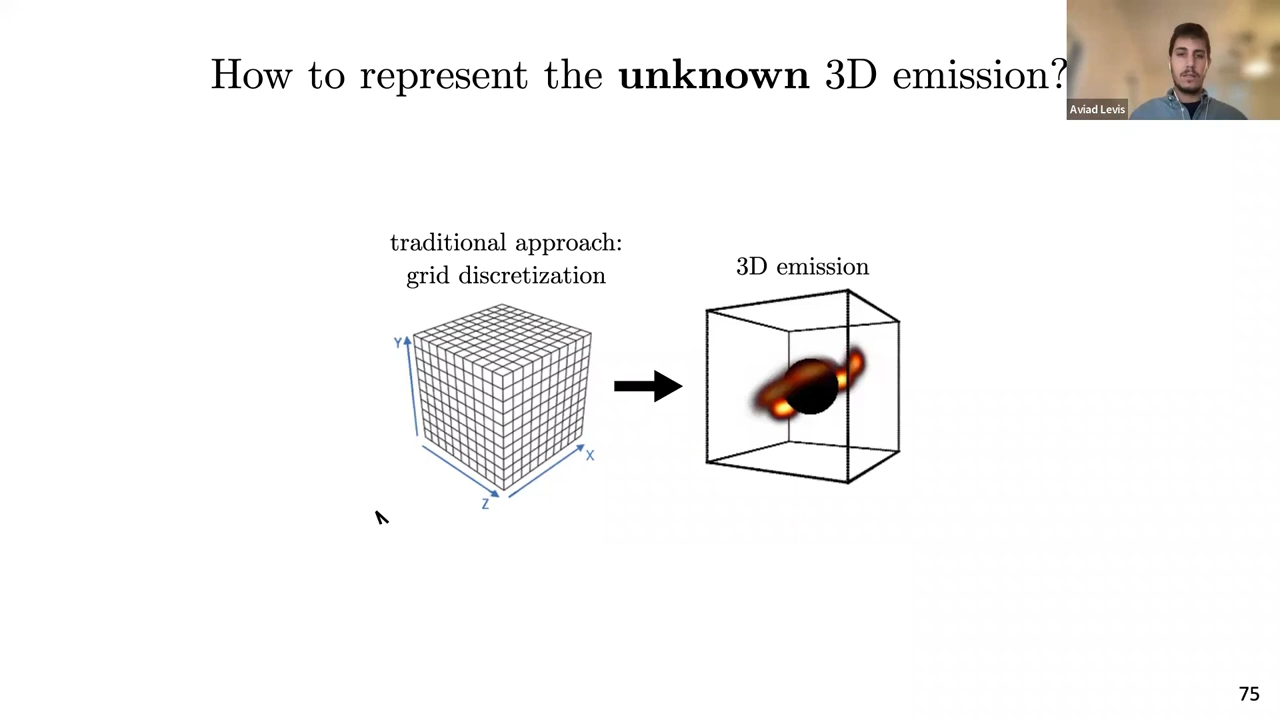 How to represent the unknown 3D emission?
Aviad Levis
traditional approach:
grid discretization
3D emission
Y
X
Z
75